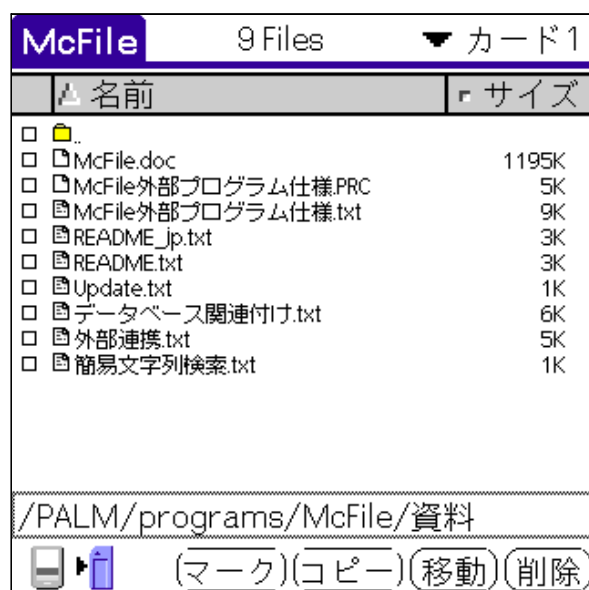 McFile 9 Files カード1
名前 サイズ
..
McFile.doc 1195K
McFile外部プログラム仕様.PRC 5K
McFile外部プログラム仕様.txt 9K
README_jp.txt 3K
README.txt 3K
Update.txt 1K
データベース関連付け.txt 6K
外部連携.txt 5K
簡易文字列検索.txt 1K
/PALM/programs/McFile/資料
マーク コピー 移動 削除